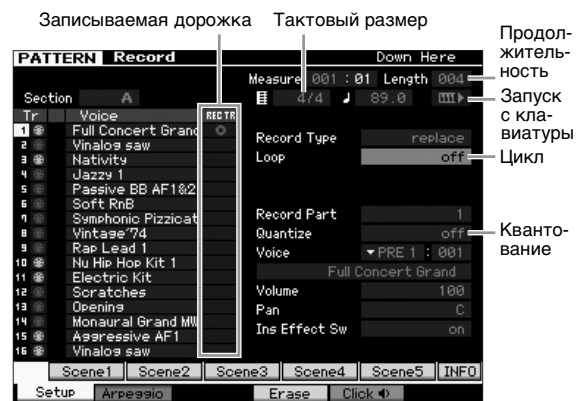 Записываемая дорожка
Тактовый размер
Продол-
жительность
PATTERN Record
Down Here
Measure 001 : 01 Length 004
Section A
4/4
89.0
Запуск
с кла-
виатуры
Tr Voice REC TR
1 Full Concert Grand
2 Vinalog saw
3 Nativity
4 Jazzy 1
5 Passive BB AF1&2
6 Soft RnB
7 Symphonic Pizzicat
8 Vintage'74
9 Rap Lead 1
10 Nu Hip Hop Kit 1
11 Electric Kit
12 Scratches
13 Opening
14 Monaural Grand MW
15 Aggressive AF1
16 Vinalog saw
Record Type replace
Loop off
Цикл
Record Part 1
Quantize off
Квантo-
вание
Voice PRE 1 : 001
Full Concert Grand
Volume 100
Pan C
Ins Effect Sw on
Scene1 Scene2 Scene3 Scene4 Scene5 INFO
Setup Arpeggio Erase Click